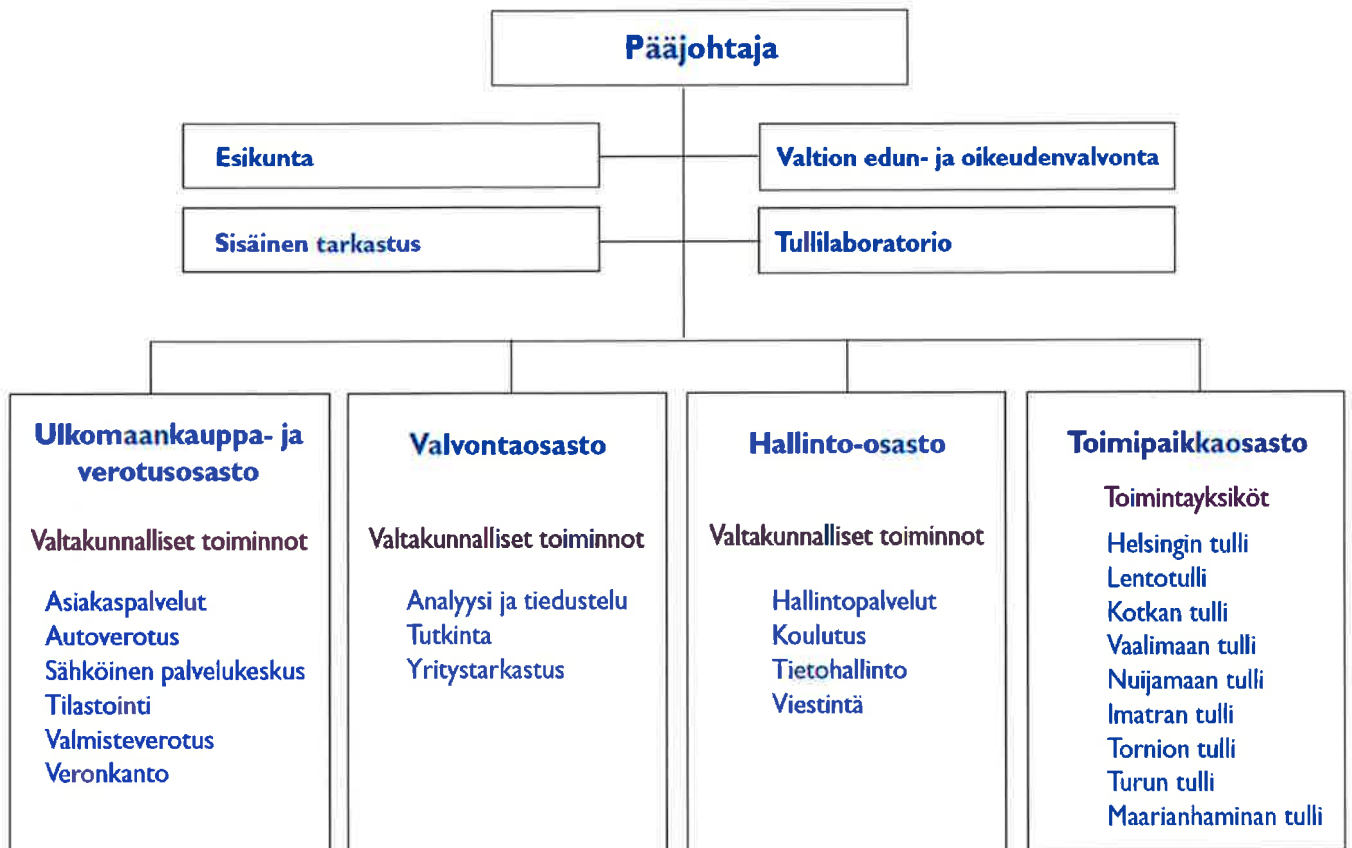 Pääjohtaja
Esikunta
Valtion edun- ja oikeudenvalvonta
Sisäinen tarkastus
Tullilaboratorio
Ulkomaankauppa- ja
verotusosasto
Valtakunnalliset toiminnot
Asiakaspalvelut
Autoverotus
Sähköinen palvelukeskus
Tilastointi
Valmisteverotus
Veronkanto
Valvontaosasto
Valtakunnalliset toiminnot
Analyysi ja tiedustelu
Tutkinta
Yritystarkastus
Hallinto-osasto
Valtakunnalliset toiminnot
Hallintopalvelut
Koulutus
Tietohallinto
Viestintä
Toimipaikkaosasto
Toimintayksiköt
Helsingin tulli
Lentotulli
Kotkan tulli
Vaalimaan tulli
Nuijamaan tulli
Imatran tulli
Tornion tulli
Turun tulli
Maarianhaminan tulli